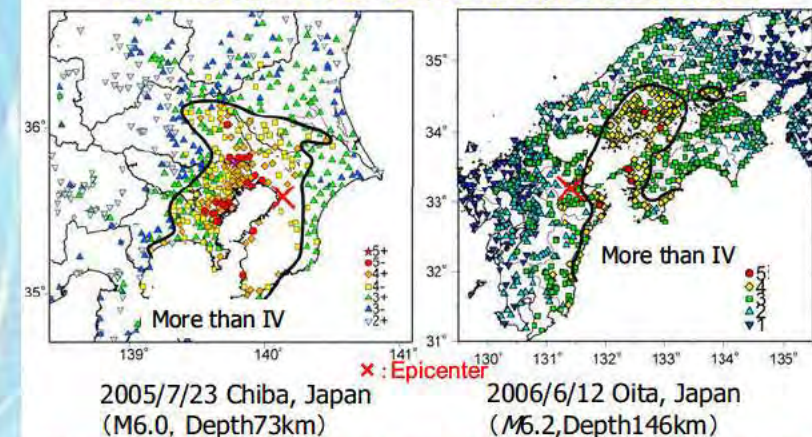 36°
35°
139° 140° 141°
5+
5-
4+
4-
3+
3-
2+
More than IV
35°
34°
33°
32°
31°
130° 131° 132° 133° 134° 135°
More than IV
5-
4
3
2
1
× : Epicenter
2005/7/23 Chiba, Japan
(M6.0, Depth73km)
2006/6/12 Oita, Japan
(M6.2,Depth146km)